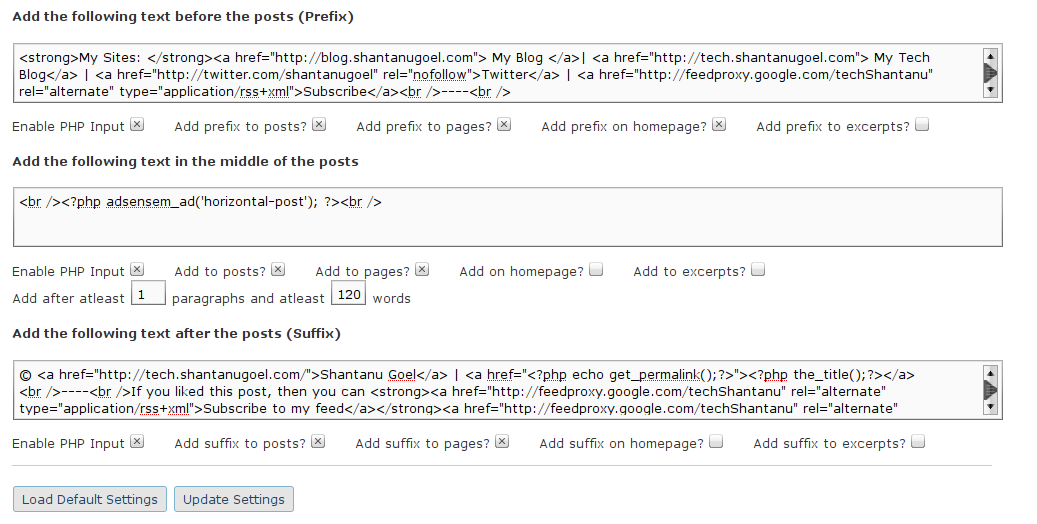 Add the following text before the posts (Prefix)
<strong>My Sites: </strong><a href="http://blog.shantanugoel.com"> My Blog </a>| <a href="http://tech.shantanugoel.com"> My Tech
Blog</a> | <a href="http://twitter.com/shantanugoel" rel="nofollow">Twitter</a> | <a href="http://feedproxy.google.com/techShantanu"
rel="alternate" type="application/rss+xml">Subscribe</a><br />----<br />
Enable PHP Input Add prefix to posts? Add prefix to pages? Add prefix on homepage? Add prefix to excerpts?
Add the following text in the middle of the posts
<br /><?php adsensem_ad('horizontal-post'); ?><br />
Enable PHP Input Add to posts? Add to pages? Add on homepage? Add to excerpts?
Add after atleast 1 paragraphs and atleast 120 words
Add the following text after the posts (Suffix)
© <a href="http://tech.shantanugoel.com/">Shantanu Goel</a> | <a href="<?php echo get_permalink();?>"><?php the_title();?></a>
<br />----<br />If you liked this post, then you can <strong><a href="http://feedproxy.google.com/techShantanu" rel="alternate"
type="application/rss+xml">Subscribe to my feed</a></strong><a href="http://feedproxy.google.com/techShantanu" rel="alternate"
Enable PHP Input Add suffix to posts? Add suffix to pages? Add suffix on homepage? Add suffix to excerpts?
Load Default Settings Update Settings